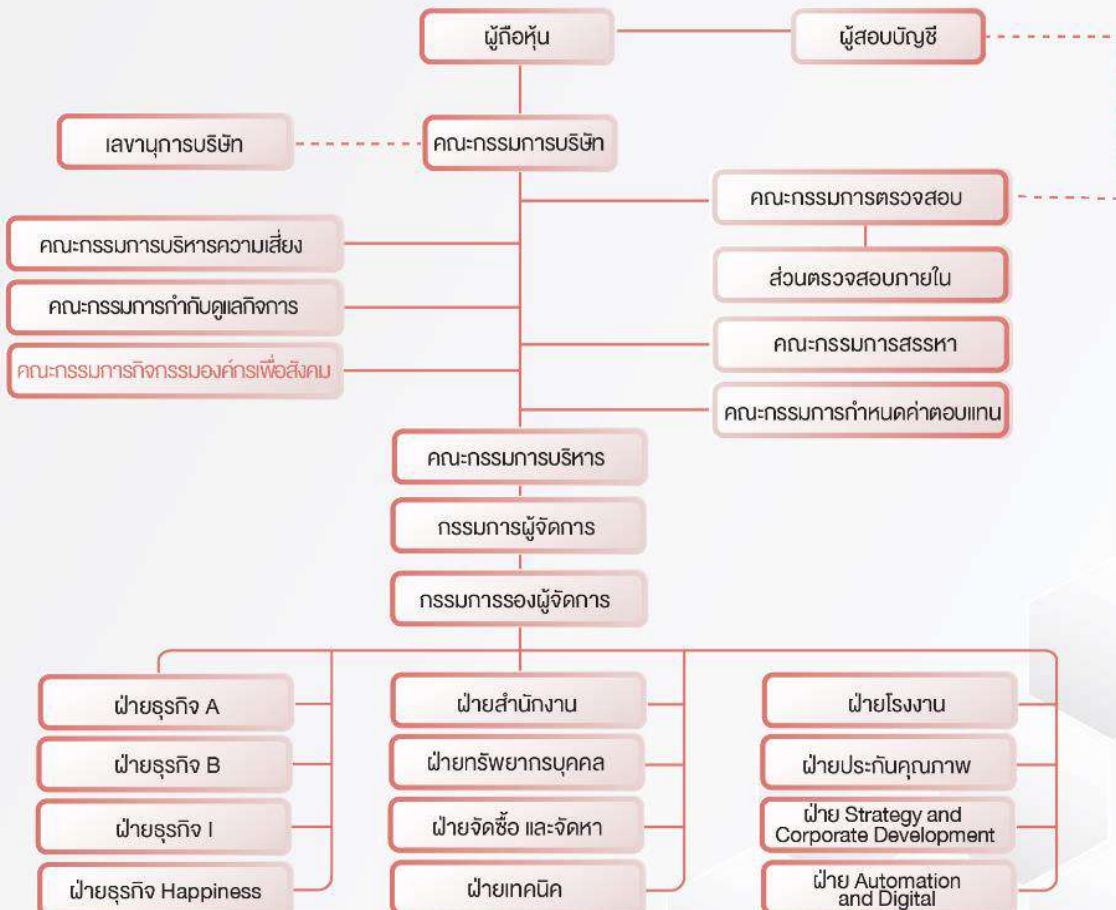 ผู้ถือหุ้น
ผู้สอบบัญชี
เลขานุการบริษัท
คณะกรรมการบริษัท
คณะกรรมการตรวจสอบ
คณะกรรมการบริหารความเสี่ยง
ส่วนตรวจสอบภายใน
คณะกรรมการกำกับดูแลกิจการ
คณะกรรมการสรรหา
คณะกรรมการกิจกรรมองค์กรเพื่อสังคม
คณะกรรมการกำหนดค่าตอบแทน
คณะกรรมการบริหาร
กรรมการผู้จัดการ
กรรมการรองผู้จัดการ
ฝ่ายธุรกิจ A
ฝ่ายธุรกิจ B
ฝ่ายธุรกิจ I
ฝ่ายธุรกิจ Happiness
ฝ่ายสำนักงาน
ฝ่ายทรัพยากรบุคคล
ฝ่ายจัดซื้อ และจัดหา
ฝ่ายเทคนิค
ฝ่ายโรงงาน
ฝ่ายประกันคุณภาพ
ฝ่าย Strategy and
Corporate Development
ฝ่าย Automation
and Digital